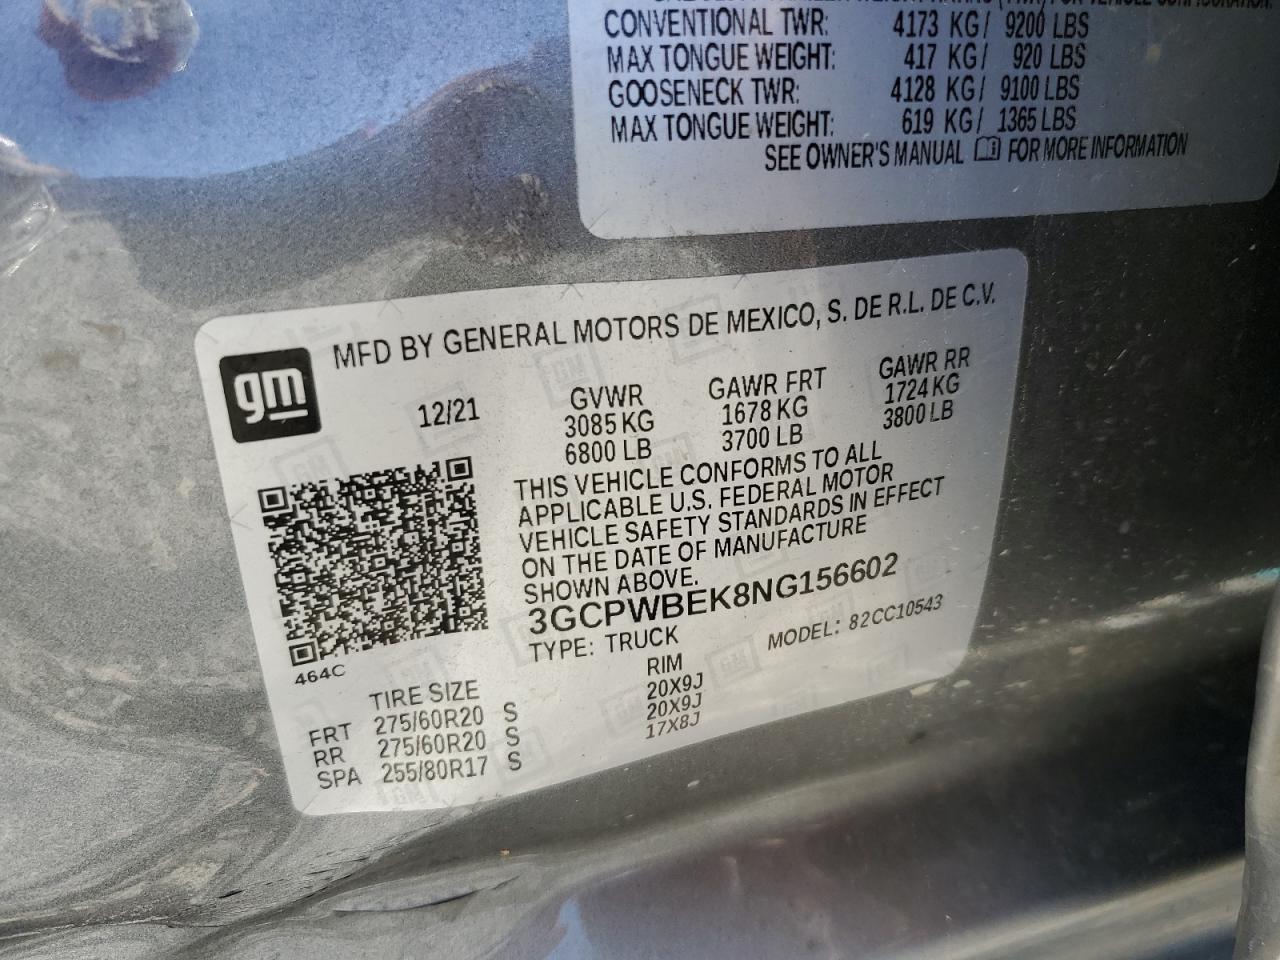 CONVENTIONAL TWR: 4173 KG/ 9200 LBS
MAX TONGUE WEIGHT: 417 KG/ 920 LBS
GOOSENECK TWR: 4128 KG/ 9100 LBS
MAX TONGUE WEIGHT: 619 KG/ 1365 LBS
SEE OWNER'S MANUAL FOR MORE INFORMATION
gm
MFD BY GENERAL MOTORS DE MEXICO, S. DE R.L. DE C.V.
12/21 GVWR GAWR FRT GAWR RR
3085 KG 1678 KG 1724 KG
6800 LB 3700 LB 3800 LB
THIS VEHICLE CONFORMS TO ALL
APPLICABLE U.S. FEDERAL MOTOR
VEHICLE SAFETY STANDARDS IN EFFECT
ON THE DATE OF MANUFACTURE
SHOWN ABOVE.
3GCPWBEK8NG156602
TYPE: TRUCK MODEL: 82CC10543
464C
TIRE SIZE RIM
FRT 275/60R20 S 20X9J
RR 275/60R20 S 20X9J
SPA 255/80R17 S 17X8J